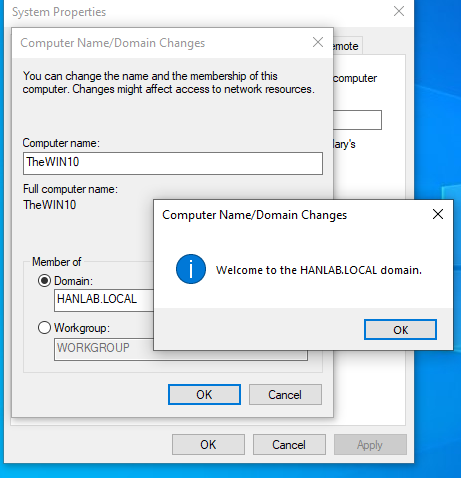 System Properties
Computer Name/Domain Changes
emote
You can change the name and the membership of this
computer. Changes might affect access to network resources.
computer
Computer name:
TheWIN10
ary's
Full computer name:
TheWIN10
Computer Name/Domain Changes
Welcome to the HANLAB.LOCAL domain.
OK
Member of
Domain:
HANLAB.LOCAL
Workgroup:
WORKGROUP
OK
Cancel
OK
Cancel
Apply